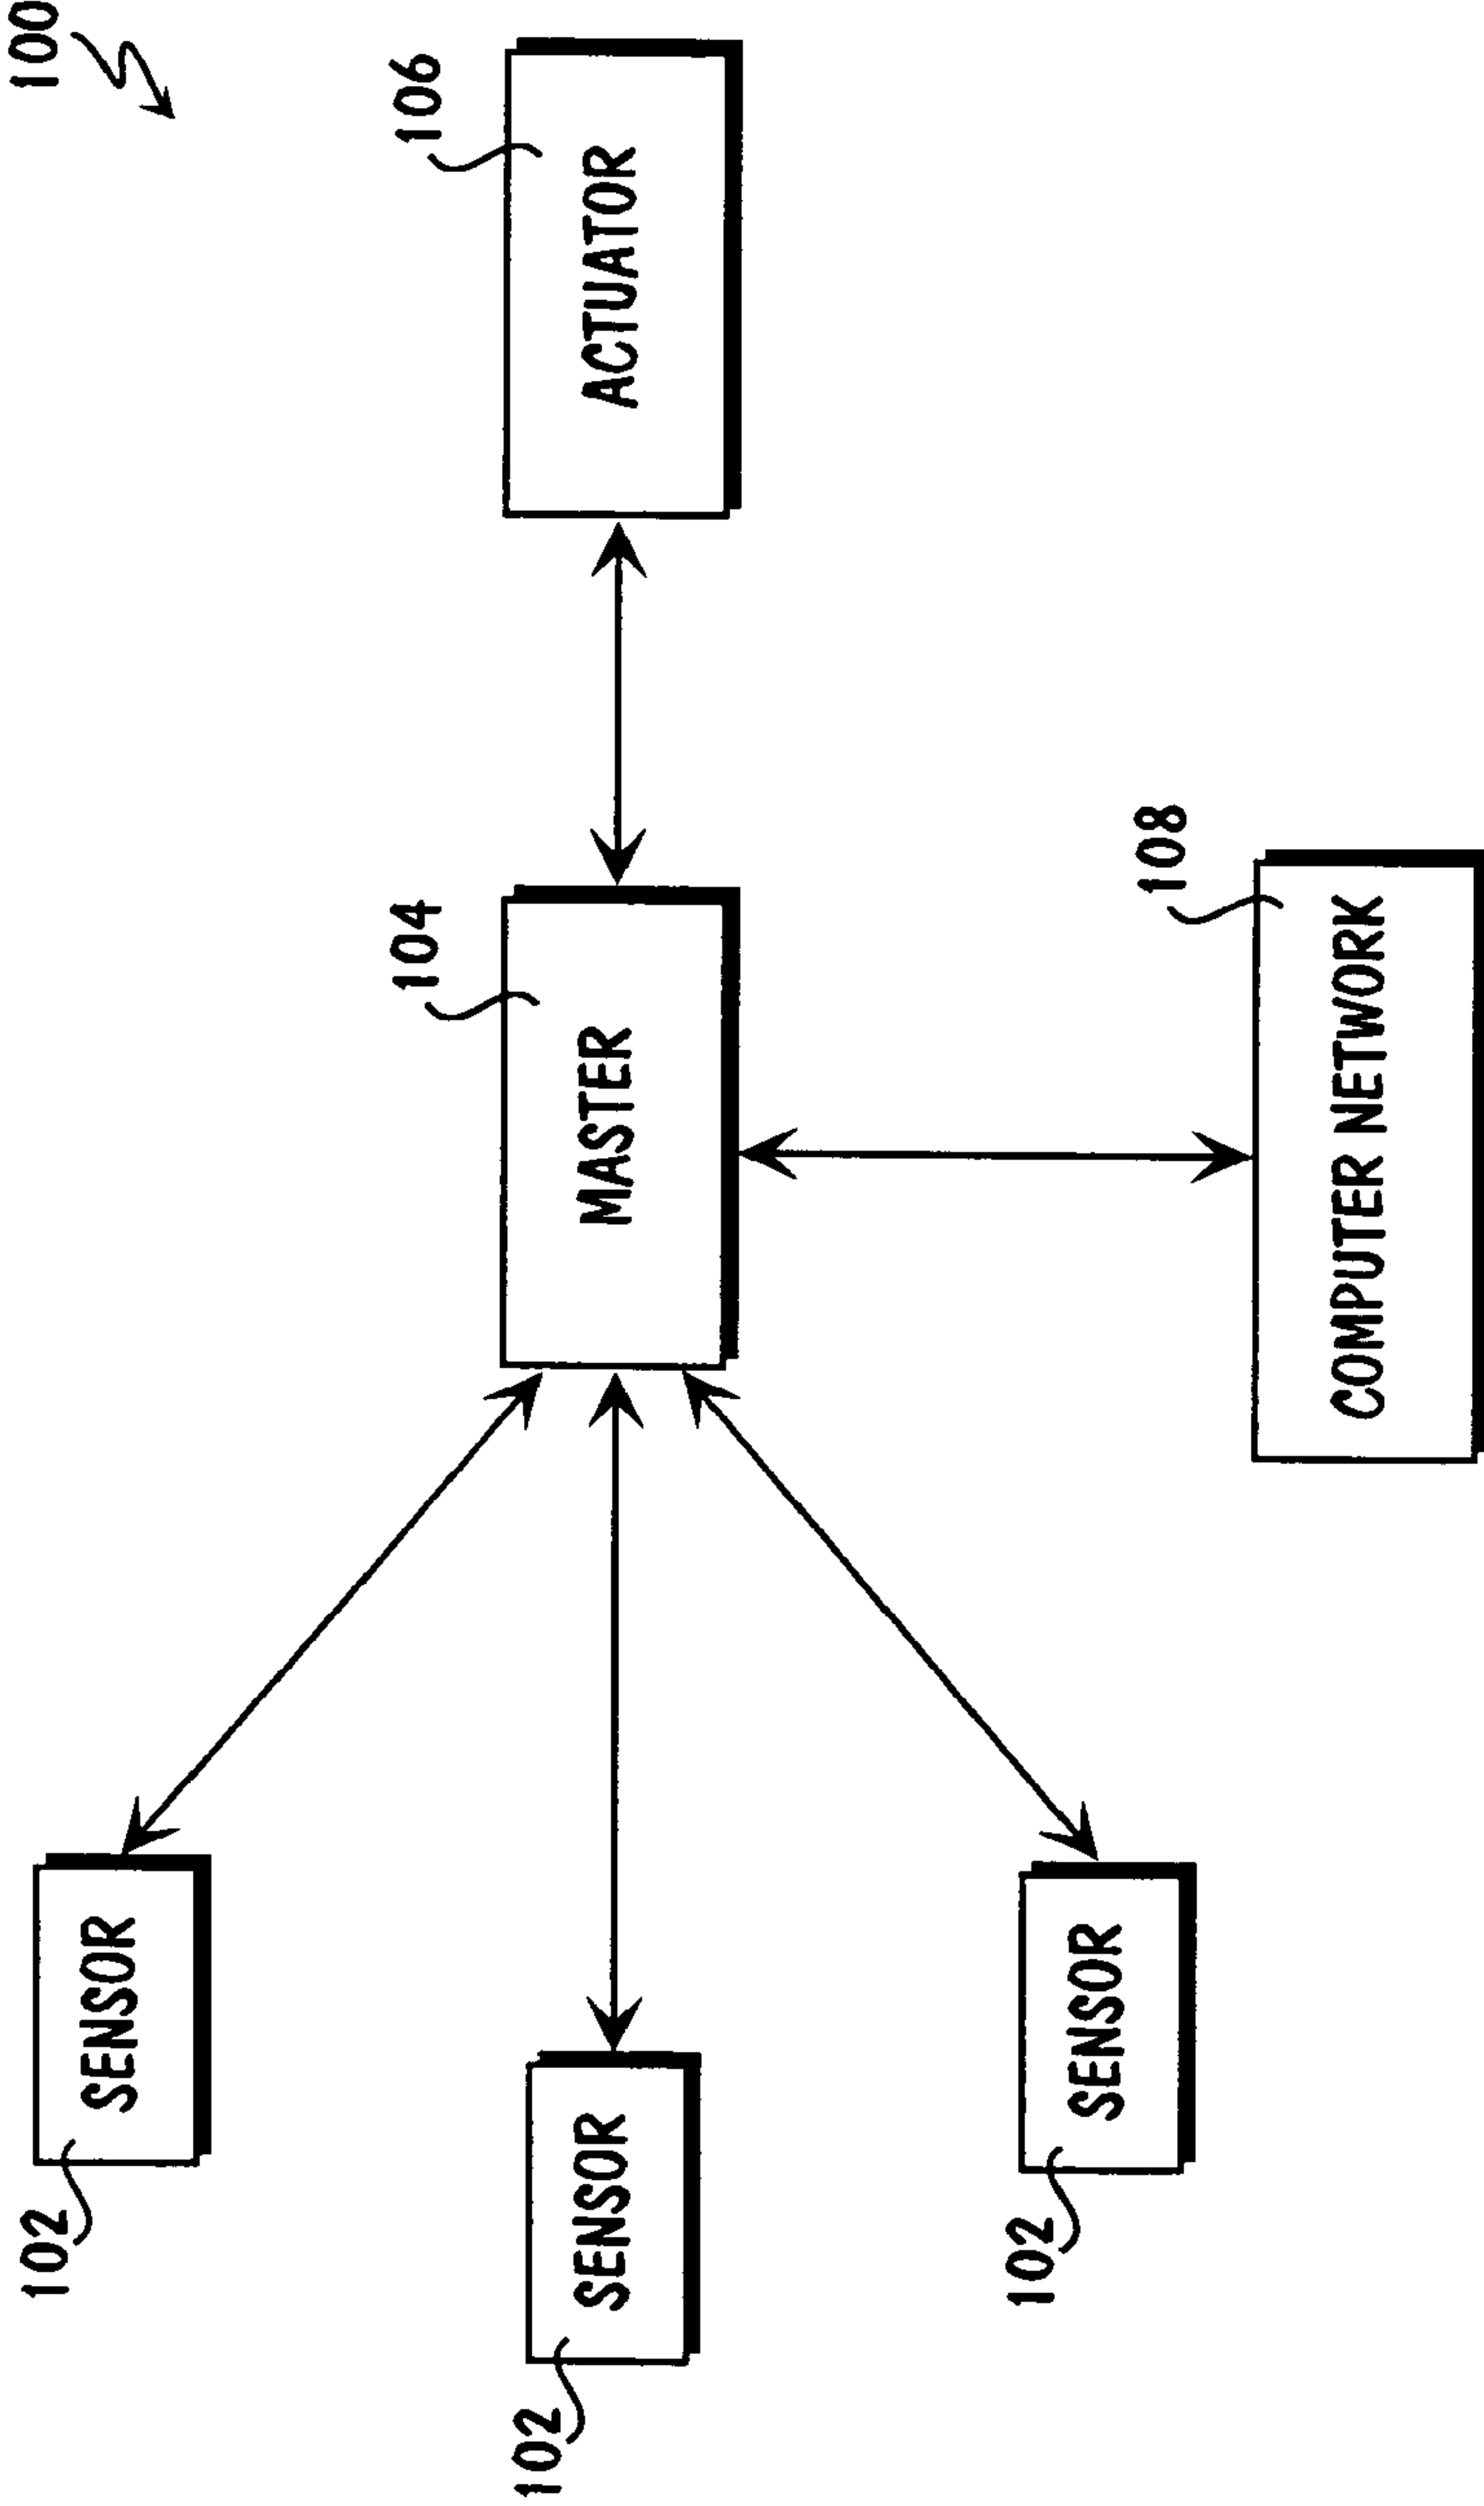 100
102
SENSOR
104
106
102
SENSOR
MASTER
ACTUATOR
102
SENSOR
108
COMPUTER NETWORK